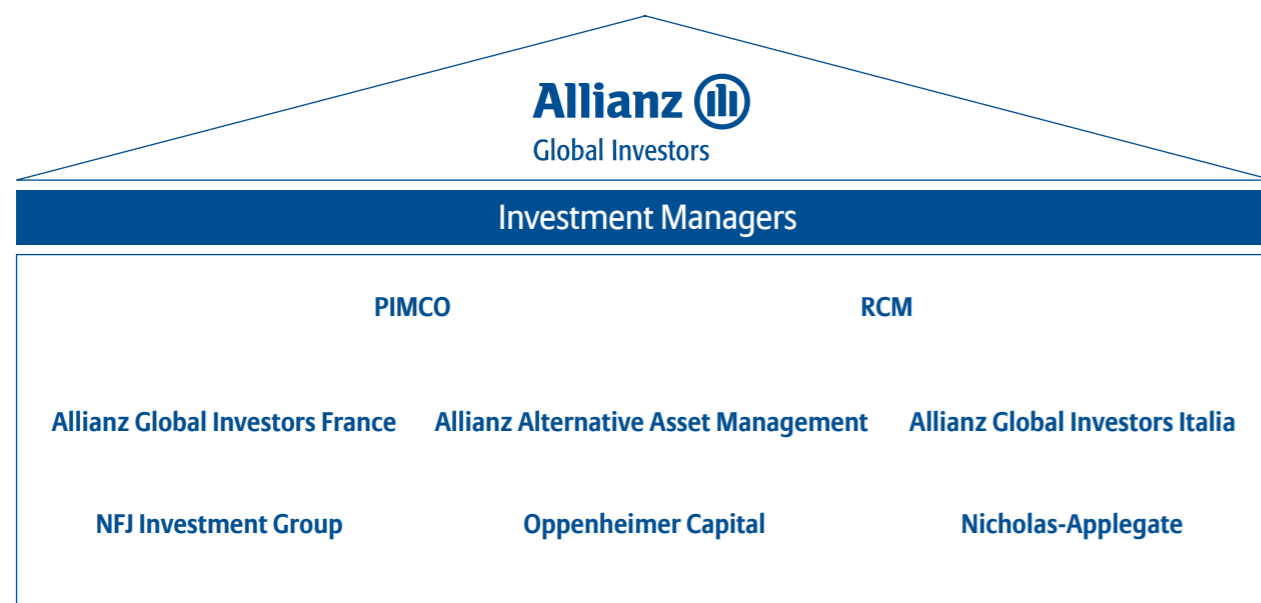 Allianz
Global Investors
Investment Managers
PIMCO RCM
Allianz Global Investors France Allianz Alternative Asset Management Allianz Global Investors Italia
NFJ Investment Group Oppenheimer Capital Nicholas-Applegate